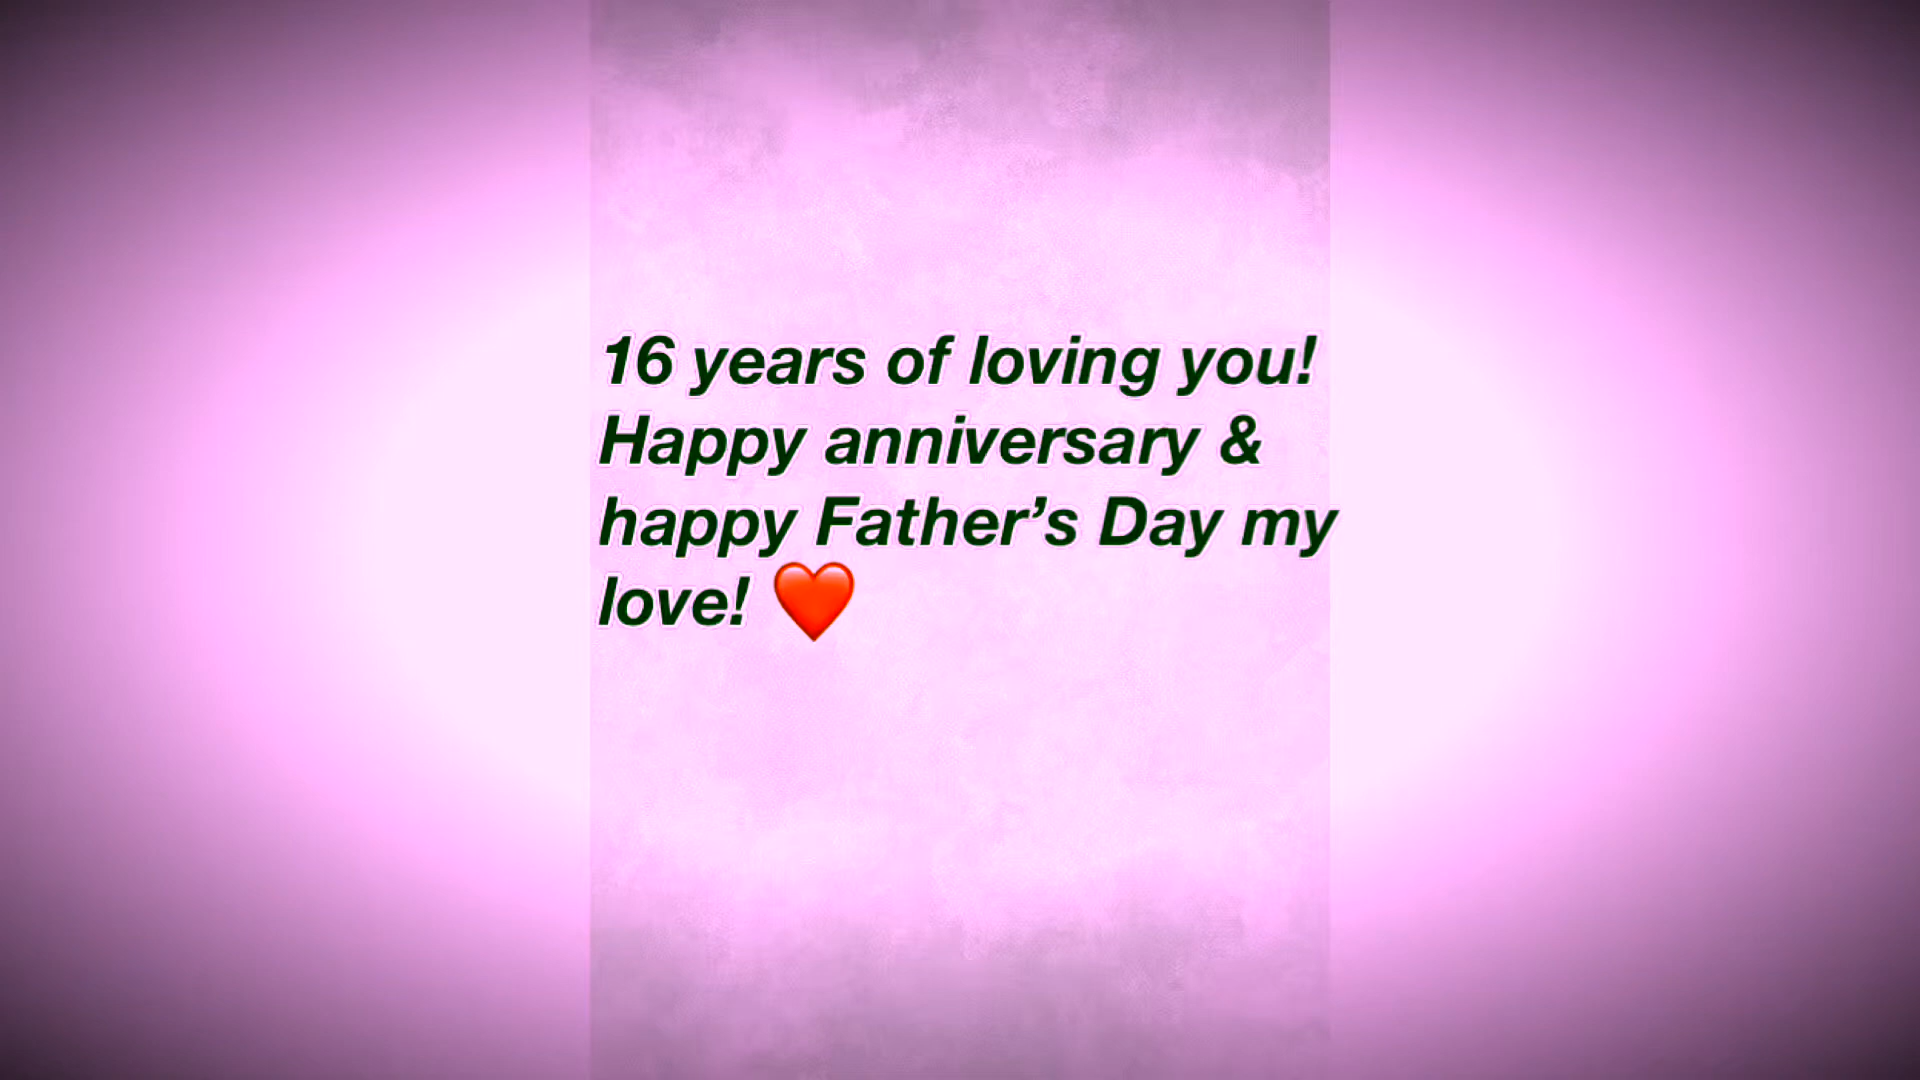 16 years of loving you!
Happy anniversary &
happy Father’s Day my
love! ❤️